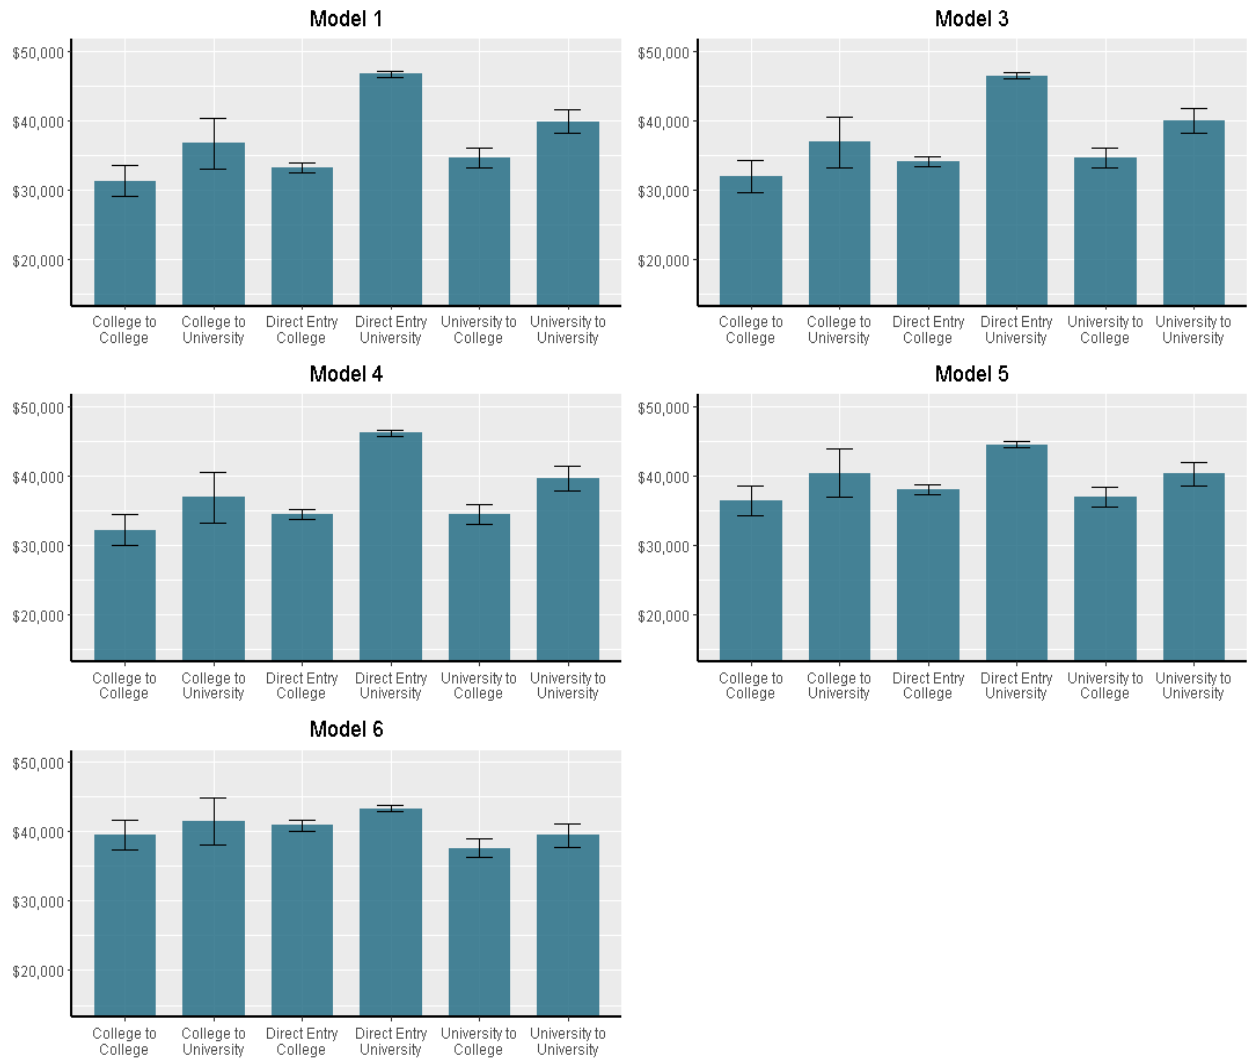 Model 1
$50,000
$40,000
$30,000
$20,000
College to College
College to University
Direct Entry College
Direct Entry University
University to College
University to University
Model 3
$50,000
$40,000
$30,000
$20,000
College to College
College to University
Direct Entry College
Direct Entry University
University to College
University to University
Model 4
$50,000
$40,000
$30,000
$20,000
College to College
College to University
Direct Entry College
Direct Entry University
University to College
University to University
Model 5
$50,000
$40,000
$30,000
$20,000
College to College
College to University
Direct Entry College
Direct Entry University
University to College
University to University
Model 6
$50,000
$40,000
$30,000
$20,000
College to College
College to University
Direct Entry College
Direct Entry University
University to College
University to University